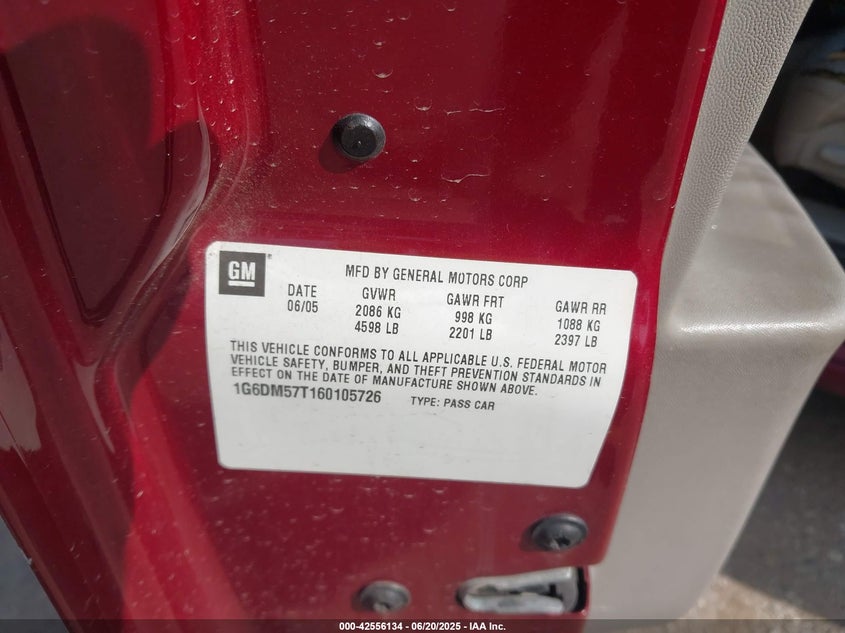 GM
MFD BY GENERAL MOTORS CORP
DATE GVWR GAWR FRT GAWR RR
06/05 2086 KG 998 KG 1088 KG
4598 LB 2201 LB 2397 LB
THIS VEHICLE CONFORMS TO ALL APPLICABLE U.S. FEDERAL MOTOR
VEHICLE SAFETY, BUMPER, AND THEFT PREVENTION STANDARDS IN
EFFECT ON THE DATE OF MANUFACTURE SHOWN ABOVE.
1G6DM57T160105726 TYPE: PASS CAR
000-42556134 - 06/20/2025 - IAA Inc.